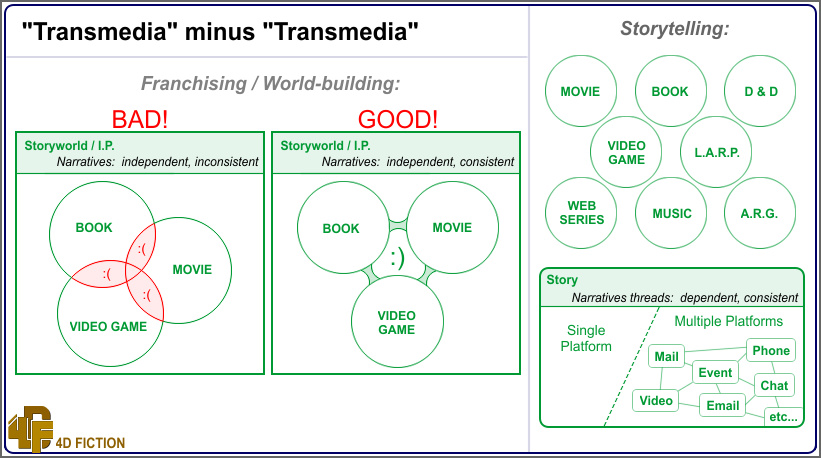 "Transmedia" minus "Transmedia"
Franchising / World-building:
BAD!
Storyworld / I.P.
Narratives:  independent, inconsistent
BOOK
:(
MOVIE
:(
:(
VIDEO GAME
GOOD!
Storyworld / I.P.
Narratives:  independent, consistent
BOOK
MOVIE
:)
VIDEO
GAME
4DF
4D FICTION
Storytelling:
MOVIE
BOOK
D & D
VIDEO
GAME
L.A.R.P.
WEB
SERIES
MUSIC
A.R.G.
Story
Narratives threads:  dependent, consistent
Single
Platform
Multiple Platforms
Mail
Phone
Event
Chat
Video
Email
etc...